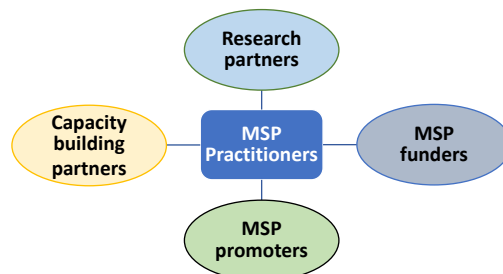 Research
partners
Capacity
building
partners
MSP
Practitioners
MSP
funders
MSP
promoters